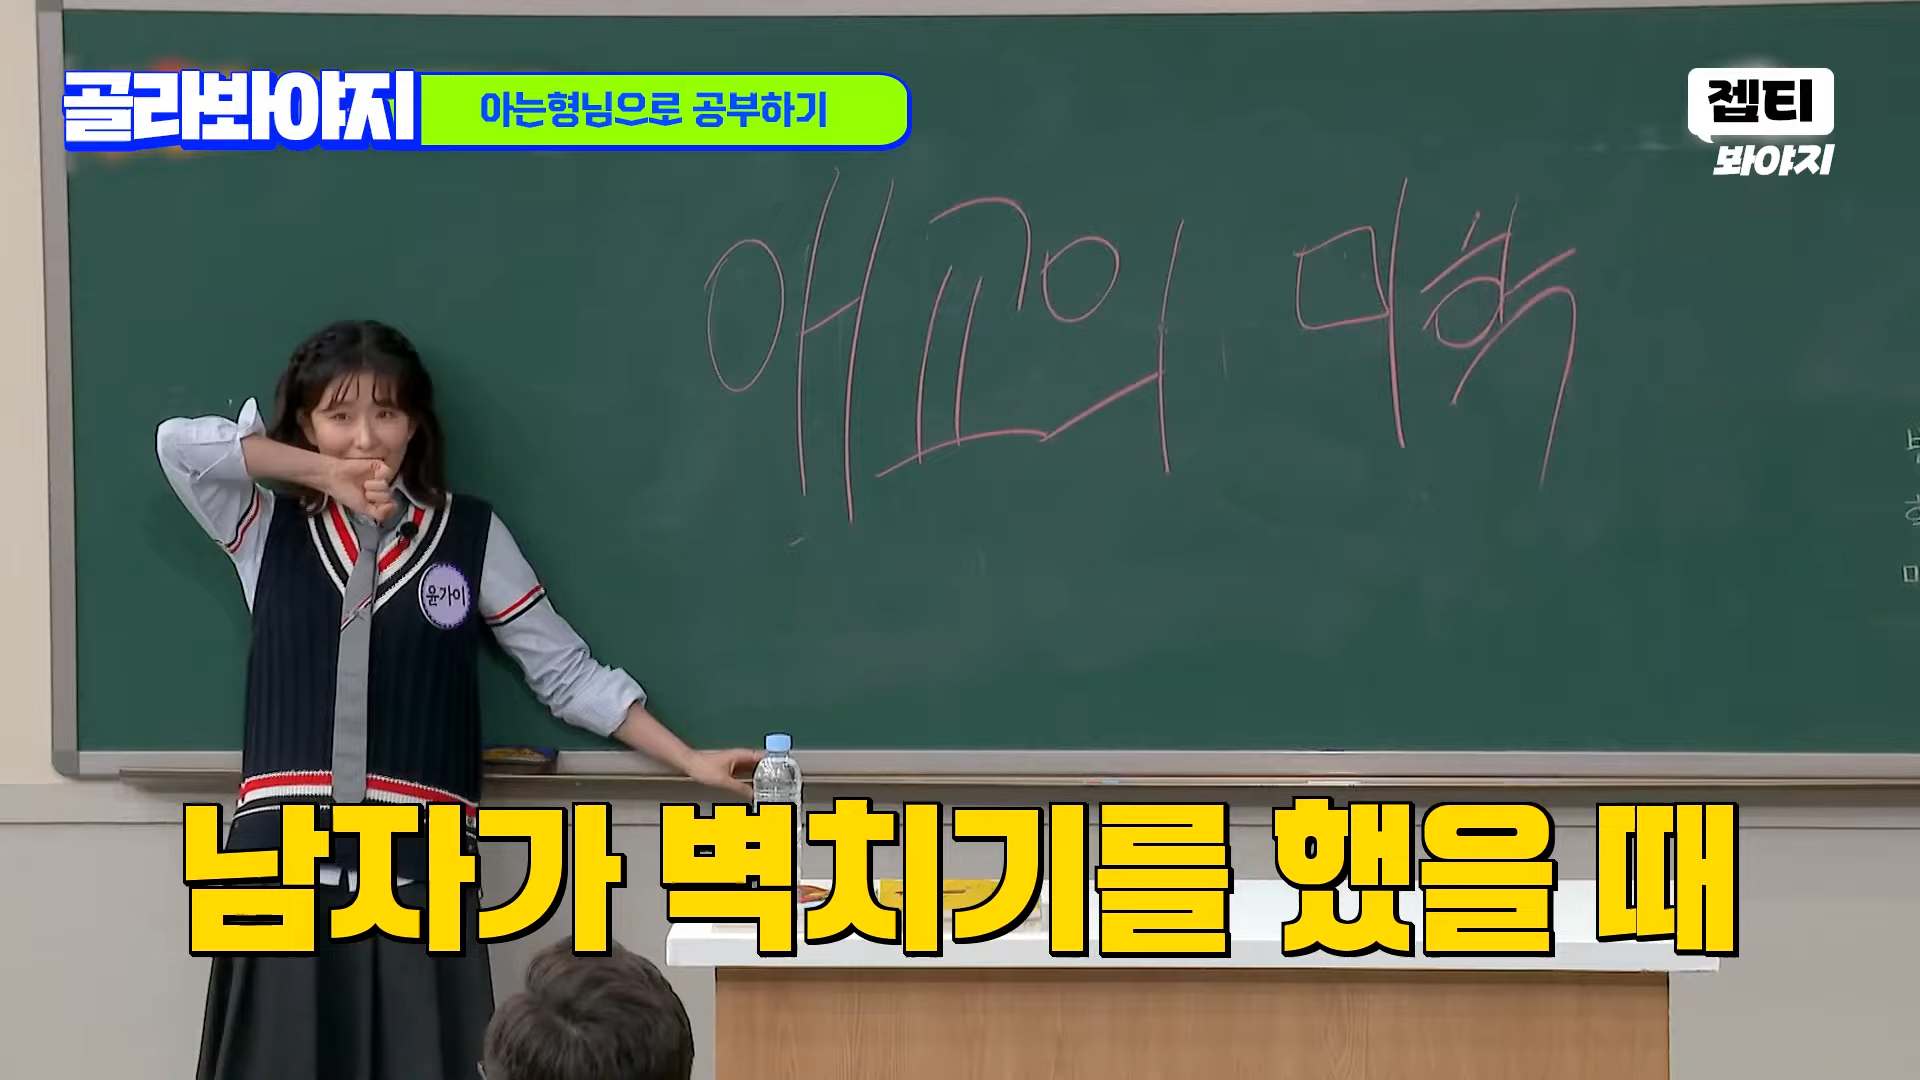 골라봐야지 아는형님으로 공부하기
젭티
봐야지
애교의 미학
윤가이
남자가 벽치기를 했을 때